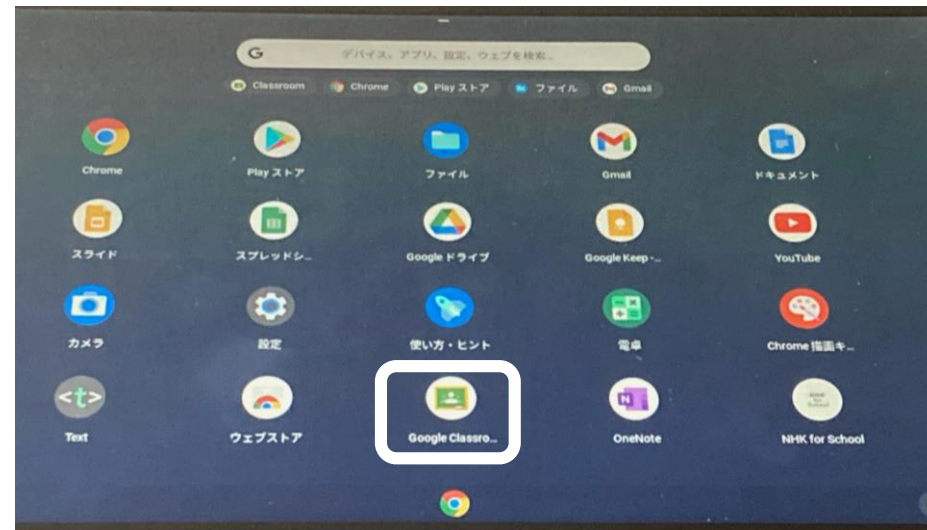 G デバイス、アプリ、設定、ウェブを検索...
Classroom Chrome Play ストア ファイル Gmail
Chrome Play ストア ファイル Gmail ドキュメント
スライド スプレッドシ... Google ドライブ Google Keep -... YouTube
カメラ 設定 使い方・ヒント 電卓 Chrome 描画キ...
<t>
N
NHK for School
Text ウェブストア Google Classro... OneNote NHK for School